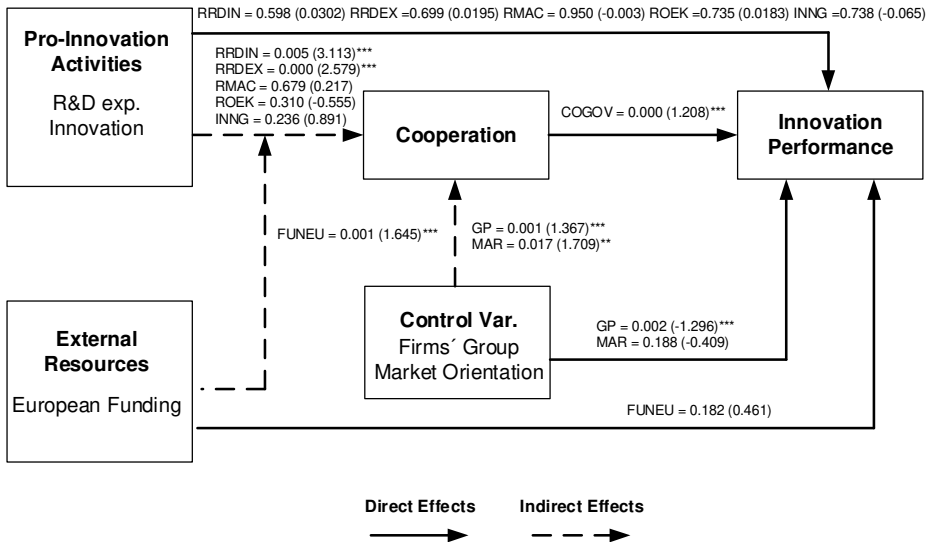 RRDIN = 0.598 (0.0302) RRDEX =0.699 (0.0195) RMAC = 0.950 (-0.003) ROEK =0.735 (0.0183) INNG =0.738 (-0.065)
Pro-Innovation
Activities
R&D exp.
Innovation
RRDIN = 0.005 (3.113)***
RRDEX = 0.000 (2.579)***
RMAC = 0.679 (0.217)
ROEK = 0.310 (-0.555)
INNG = 0.236 (0.891)
Cooperation
COGOV = 0.000 (1.208)***
Innovation
Performance
FUNEU = 0.001 (1.645)***
GP = 0.001 (1.367)***
MAR = 0.017 (1.709)**
External
Resources
European Funding
Control Var.
Firms´ Group
Market Orientation
GP = 0.002 (-1.296)***
MAR = 0.188 (-0.409)
FUNEU = 0.182 (0.461)
Direct Effects
Indirect Effects